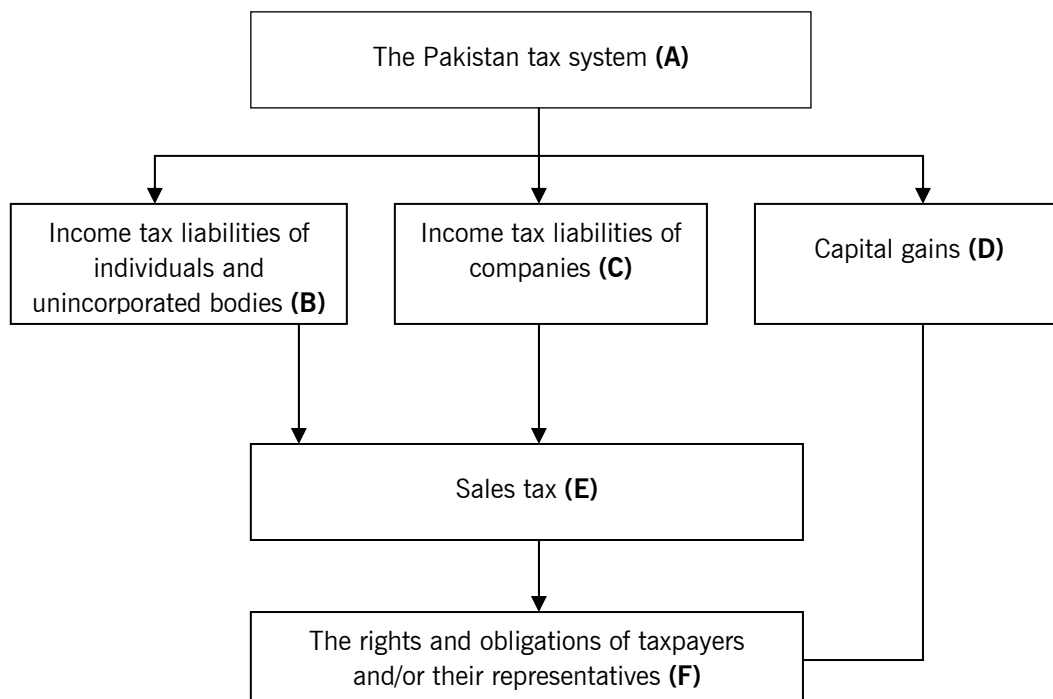 The Pakistan tax system (A)
Income tax liabilities of
individuals and
unincorporated bodies (B)
Income tax liabilities of
companies (C)
Capital gains (D)
Sales tax (E)
The rights and obligations of taxpayers
and/or their representatives (F)